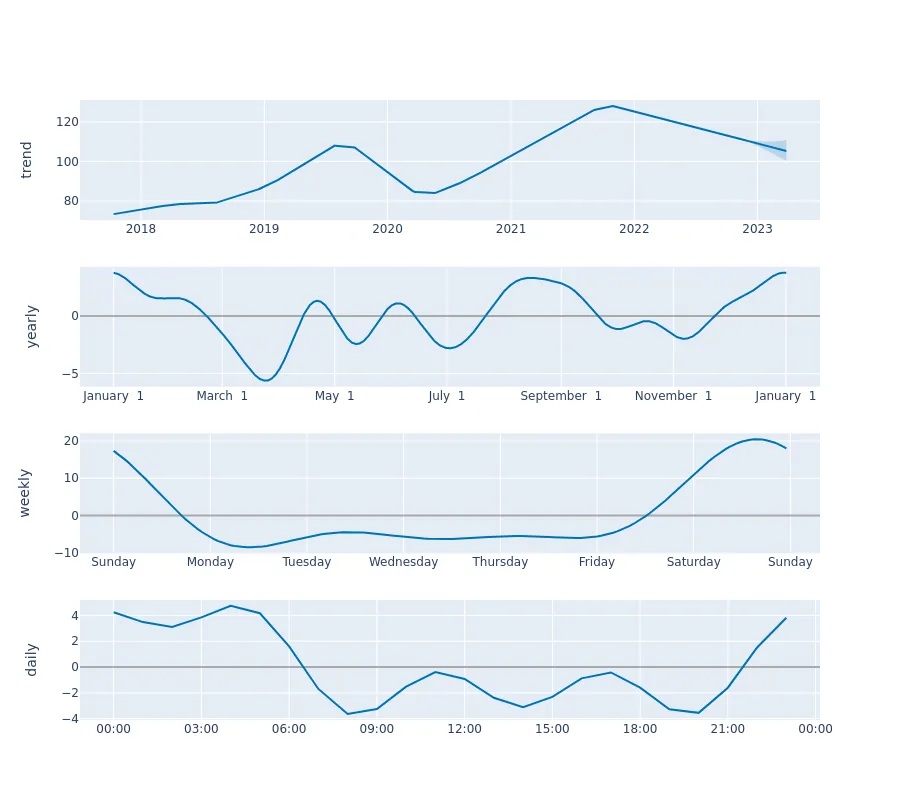 trend
120
100
80
2018 2019 2020 2021 2022 2023
yearly
0
−5
January 1 March 1 May 1 July 1 September 1 November 1 January 1
weekly
20
10
0
−10
Sunday Monday Tuesday Wednesday Thursday Friday Saturday Sunday
daily
4
2
0
−2
−4
00:00 03:00 06:00 09:00 12:00 15:00 18:00 21:00 00:00